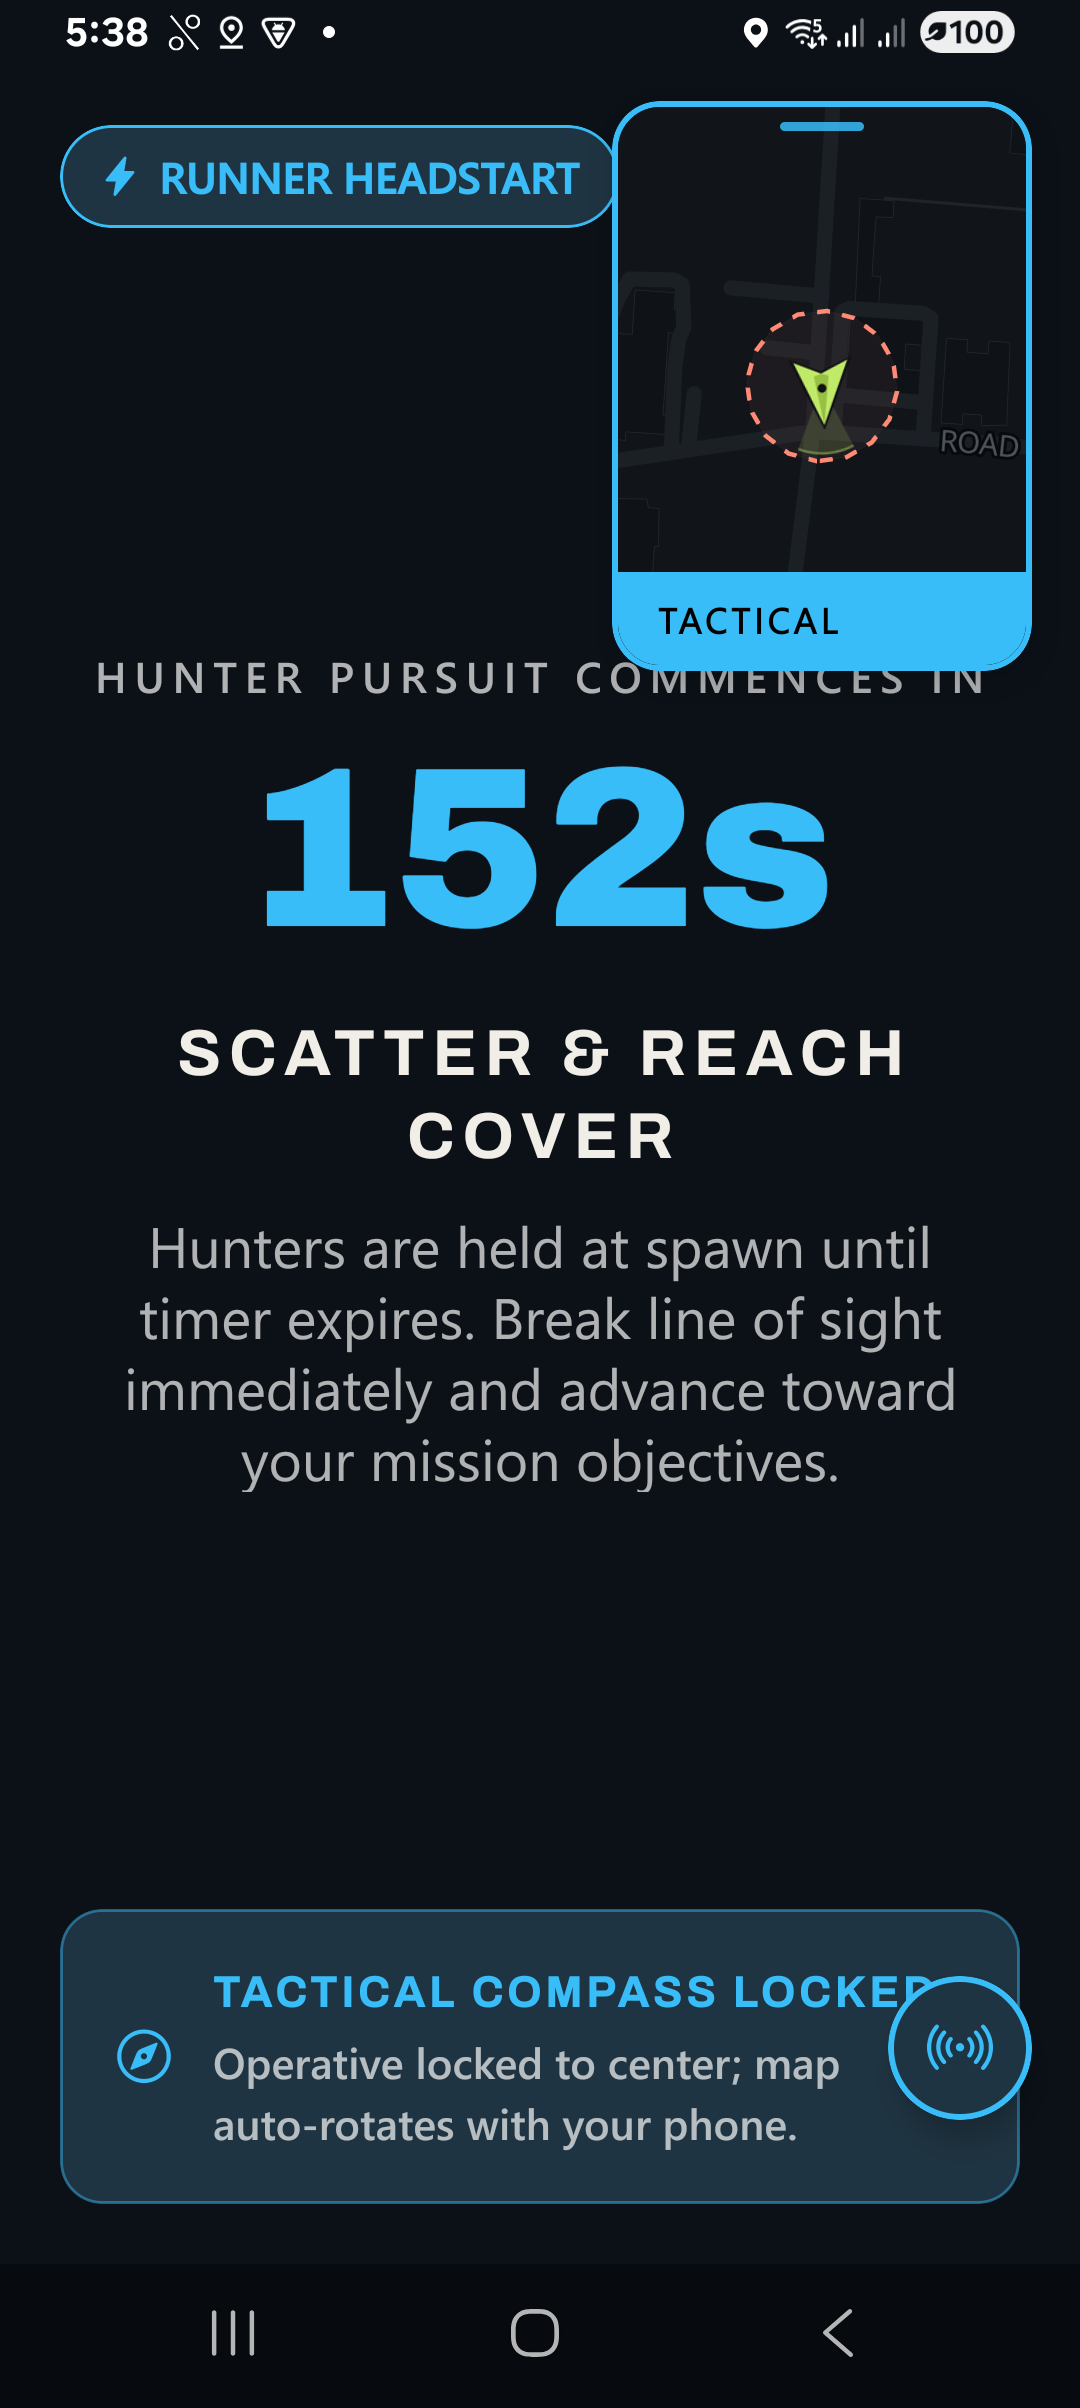 5:38
5
100
RUNNER HEADSTART
ROAD
TACTICAL
HUNTER PURSUIT COMMENCES IN
152s
SCATTER & REACH
COVER
Hunters are held at spawn until
timer expires. Break line of sight
immediately and advance toward
your mission objectives.
TACTICAL COMPASS LOCKED
Operative locked to center; map
auto-rotates with your phone.